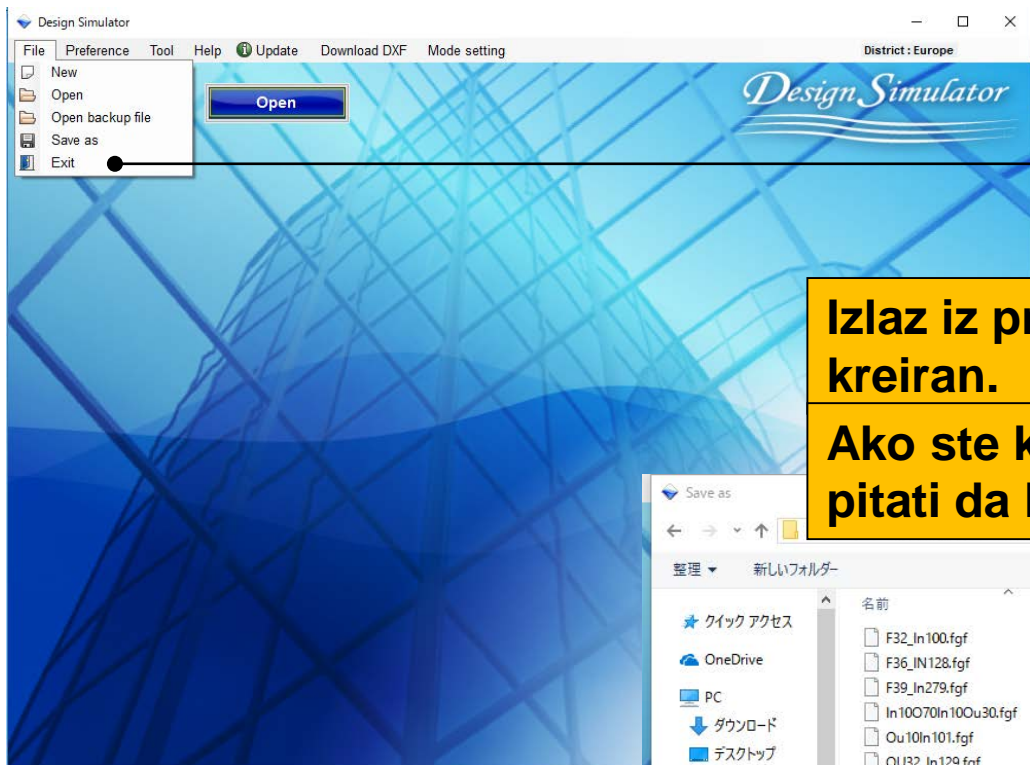 Design Simulator
File Preference Tool Help Update Download DXF Mode setting District : Europe
New
Open
Open backup file
Save as
Exit
Open
Design Simulator
Izlaz iz
kreiran.
Ako ste
pitati da
Save as
整理 新しいフォルダー
クイック アクセス
OneDrive
PC
ダウンロード
デスクトップ
名前
F32_In100.fgf
F36_IN128.fgf
F39_In279.fgf
In10O70In10Ou30.fgf
Ou10In101.fgf
OU32_In129.fgf